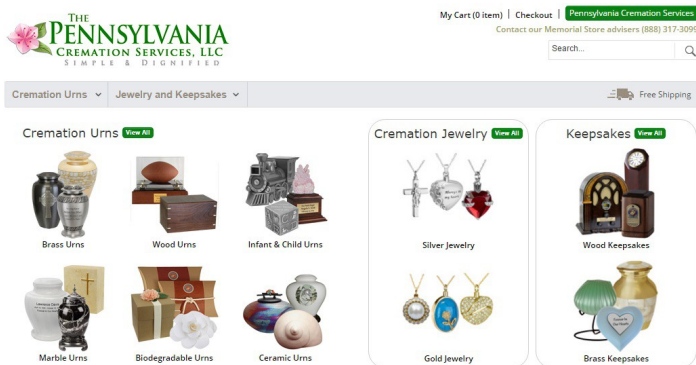 My Cart (0 item) | Checkout | Pennsylvania Cremation Services
THE
PENNSYLVANIA
CREMATION SERVICES, LLC
SIMPLE & DIGNIFIED
Contact our Memorial Store advisers (888) 317-3099
Search...
Cremation Urns
Jewelry and Keepsakes
Free Shipping
Cremation Urns View All
Brass Urns
Wood Urns
Infant & Child Urns
Marble Urns
Biodegradable Urns
Ceramic Urns
Cremation Jewelry View All
Silver Jewelry
Gold Jewelry
Keepsakes View All
Wood Keepsakes
Brass Keepsakes